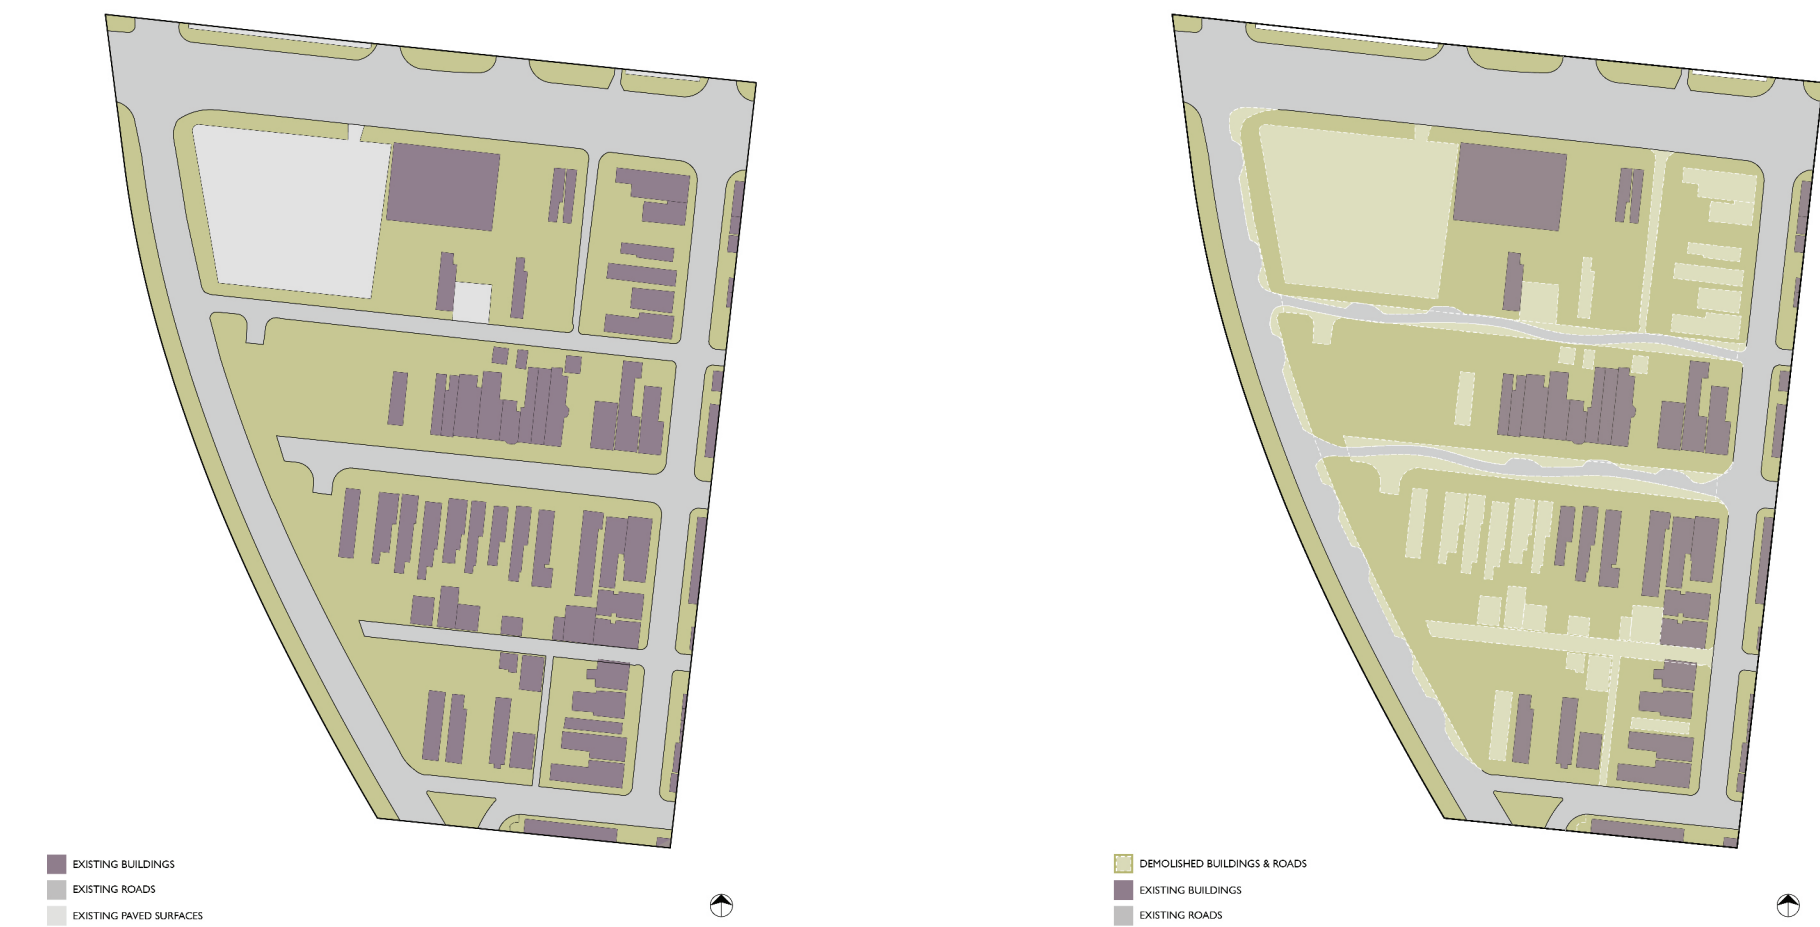 EXISTING BUILDINGS
EXISTING ROADS
EXISTING PAVED SURFACES
DEMOLISHED BUILDINGS & ROADS
EXISTING BUILDINGS
EXISTING ROADS